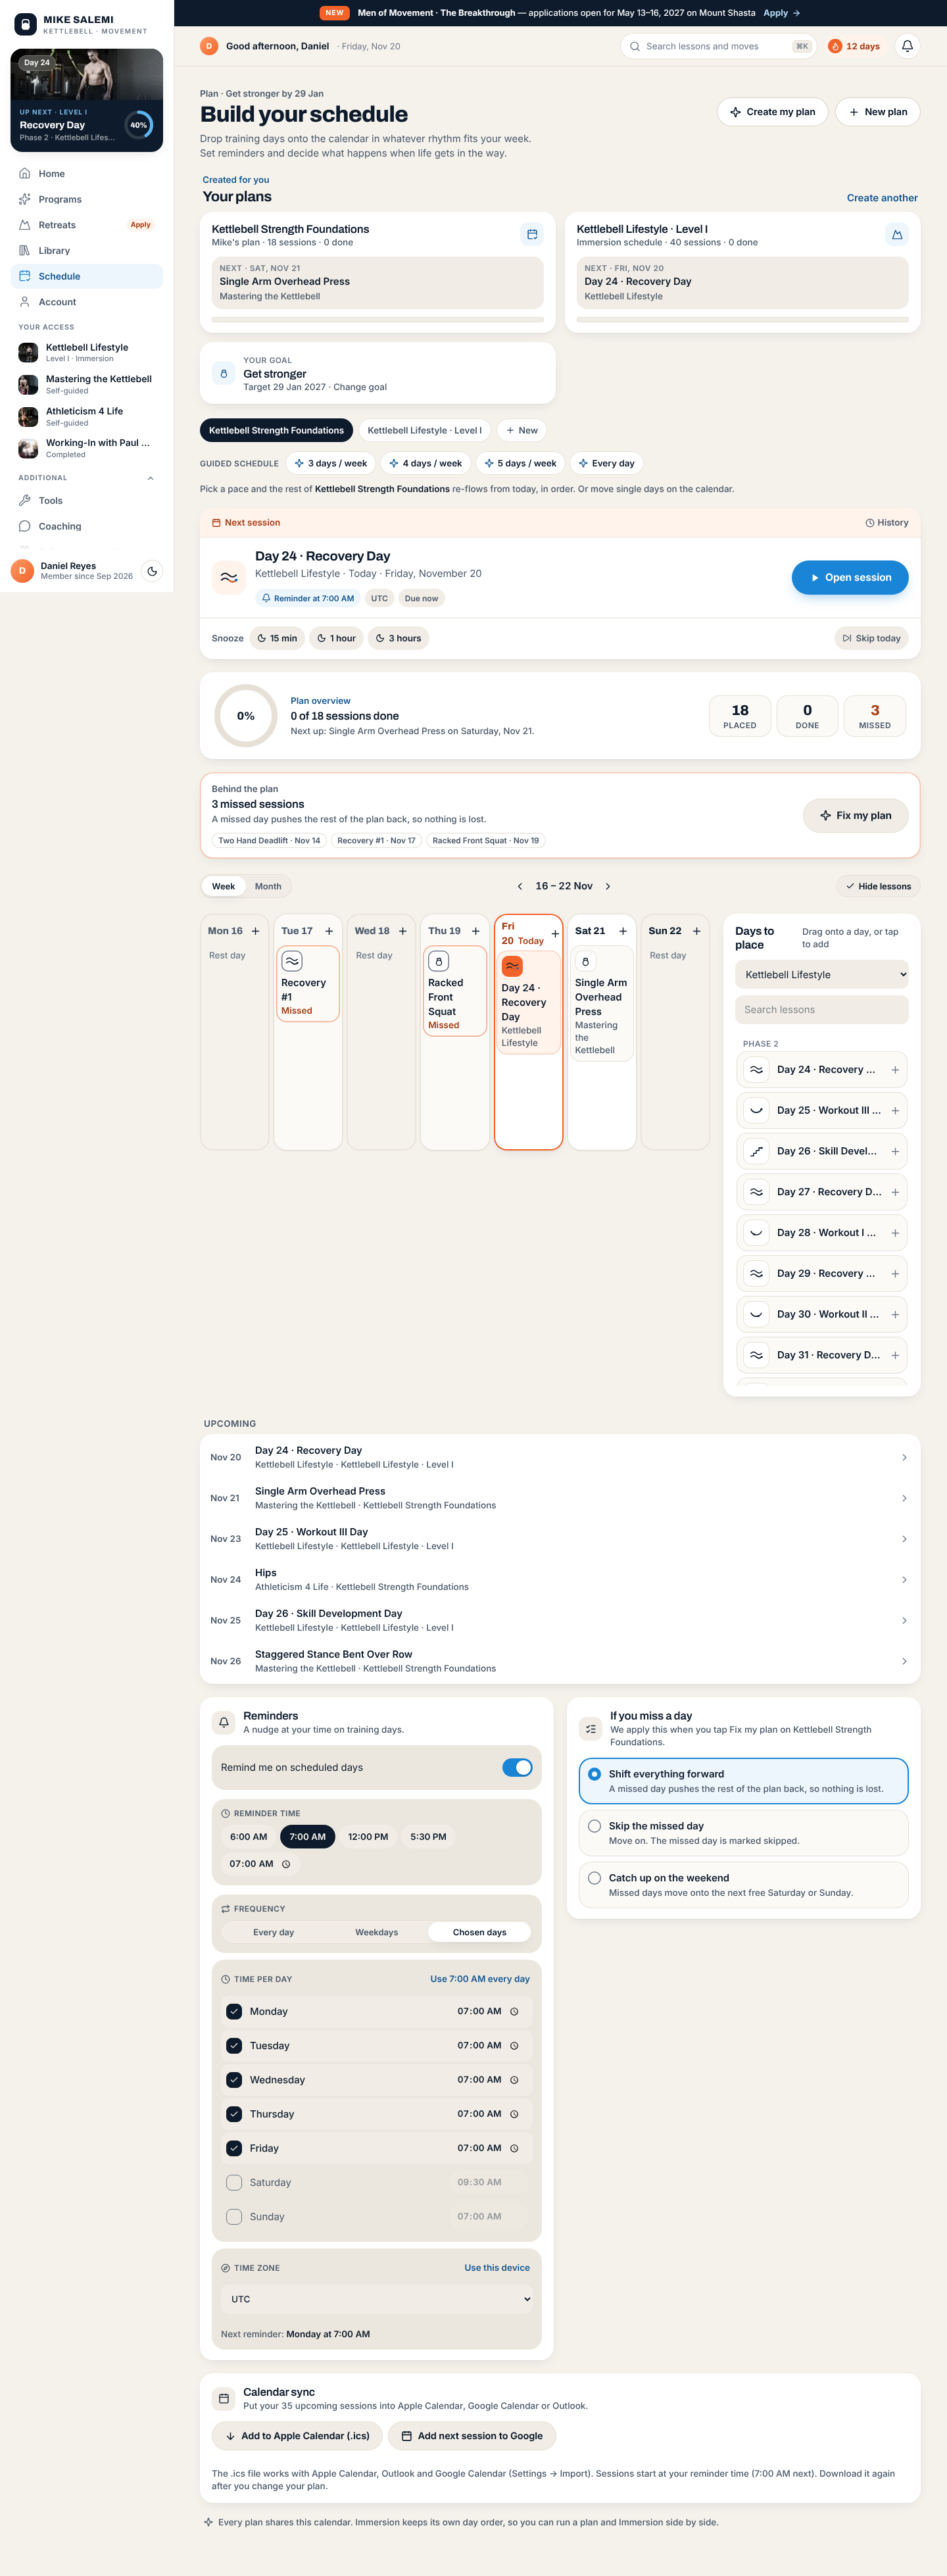 MIKE SALEMI
KETTLEBELL · MOVEMENT
Day 24
UP NEXT · LEVEL I
Recovery Day
Phase 2 · Kettlebell Lifes...
40%
Home
Programs
Retreats
Apply
Library
Schedule
Account
YOUR ACCESS
Kettlebell Lifestyle
Level I · Immersion
Mastering the Kettlebell
Self-guided
Athleticism 4 Life
Self-guided
Working-In with Paul ...
Completed
ADDITIONAL
Tools
Coaching
D
Daniel Reyes
Member since Sep 2026
NEW Men of Movement · The Breakthrough — applications open for May 13–16, 2027 on Mount Shasta Apply →
D Good afternoon, Daniel · Friday, Nov 20
Search lessons and moves ⌘K
12 days
Plan · Get stronger by 29 Jan
Build your schedule
Drop training days onto the calendar in whatever rhythm fits your week.
Set reminders and decide what happens when life gets in the way.
Create my plan
+ New plan
Created for you
Your plans
Create another
Kettlebell Strength Foundations
Mike's plan · 18 sessions · 0 done
NEXT · SAT, NOV 21
Single Arm Overhead Press
Mastering the Kettlebell
Kettlebell Lifestyle · Level I
Immersion schedule · 40 sessions · 0 done
NEXT · FRI, NOV 20
Day 24 · Recovery Day
Kettlebell Lifestyle
YOUR GOAL
Get stronger
Target 29 Jan 2027 · Change goal
Kettlebell Strength Foundations
Kettlebell Lifestyle · Level I
+ New
GUIDED SCHEDULE
3 days / week
4 days / week
5 days / week
Every day
Pick a pace and the rest of Kettlebell Strength Foundations re-flows from today, in order. Or move single days on the calendar.
Next session
History
Day 24 · Recovery Day
Kettlebell Lifestyle · Today · Friday, November 20
Reminder at 7:00 AM
UTC
Due now
Open session
Snooze
15 min
1 hour
3 hours
Skip today
0%
Plan overview
0 of 18 sessions done
Next up: Single Arm Overhead Press on Saturday, Nov 21.
18
PLACED
0
DONE
3
MISSED
Behind the plan
3 missed sessions
A missed day pushes the rest of the plan back, so nothing is lost.
Two Hand Deadlift · Nov 14
Recovery #1 · Nov 17
Racked Front Squat · Nov 19
Fix my plan
Week
Month
16 – 22 Nov
Hide lessons
Mon 16 +
Rest day
Tue 17 +
Recovery
#1
Missed
Wed 18 +
Rest day
Thu 19 +
Racked
Front
Squat
Missed
Fri
20 Today +
Day 24 ·
Recovery
Day
Kettlebell
Lifestyle
Sat 21 +
Single Arm
Overhead
Press
Mastering
the
Kettlebell
Sun 22 +
Rest day
Days to
place
Drag onto a day, or tap
to add
Kettlebell Lifestyle
Search lessons
PHASE 2
Day 24 · Recovery ... +
Day 25 · Workout III ... +
Day 26 · Skill Devel... +
Day 27 · Recovery D... +
Day 28 · Workout I ... +
Day 29 · Recovery ... +
Day 30 · Workout II ... +
Day 31 · Recovery D... +
UPCOMING
Nov 20
Day 24 · Recovery Day
Kettlebell Lifestyle · Kettlebell Lifestyle · Level I
Nov 21
Single Arm Overhead Press
Mastering the Kettlebell · Kettlebell Strength Foundations
Nov 23
Day 25 · Workout III Day
Kettlebell Lifestyle · Kettlebell Lifestyle · Level I
Nov 24
Hips
Athleticism 4 Life · Kettlebell Strength Foundations
Nov 25
Day 26 · Skill Development Day
Kettlebell Lifestyle · Kettlebell Lifestyle · Level I
Nov 26
Staggered Stance Bent Over Row
Mastering the Kettlebell · Kettlebell Strength Foundations
Reminders
A nudge at your time on training days.
Remind me on scheduled days
REMINDER TIME
6:00 AM
7:00 AM
12:00 PM
5:30 PM
07:00 AM
FREQUENCY
Every day
Weekdays
Chosen days
TIME PER DAY
Use 7:00 AM every day
Monday 07:00 AM
Tuesday 07:00 AM
Wednesday 07:00 AM
Thursday 07:00 AM
Friday 07:00 AM
Saturday 09:30 AM
Sunday 07:00 AM
TIME ZONE
Use this device
UTC
Next reminder: Monday at 7:00 AM
If you miss a day
We apply this when you tap Fix my plan on Kettlebell Strength
Foundations.
Shift everything forward
A missed day pushes the rest of the plan back, so nothing is lost.
Skip the missed day
Move on. The missed day is marked skipped.
Catch up on the weekend
Missed days move onto the next free Saturday or Sunday.
Calendar sync
Put your 35 upcoming sessions into Apple Calendar, Google Calendar or Outlook.
Add to Apple Calendar (.ics)
Add next session to Google
The .ics file works with Apple Calendar, Outlook and Google Calendar (Settings → Import). Sessions start at your reminder time (7:00 AM next). Download it again
after you change your plan.
Every plan shares this calendar. Immersion keeps its own day order, so you can run a plan and Immersion side by side.